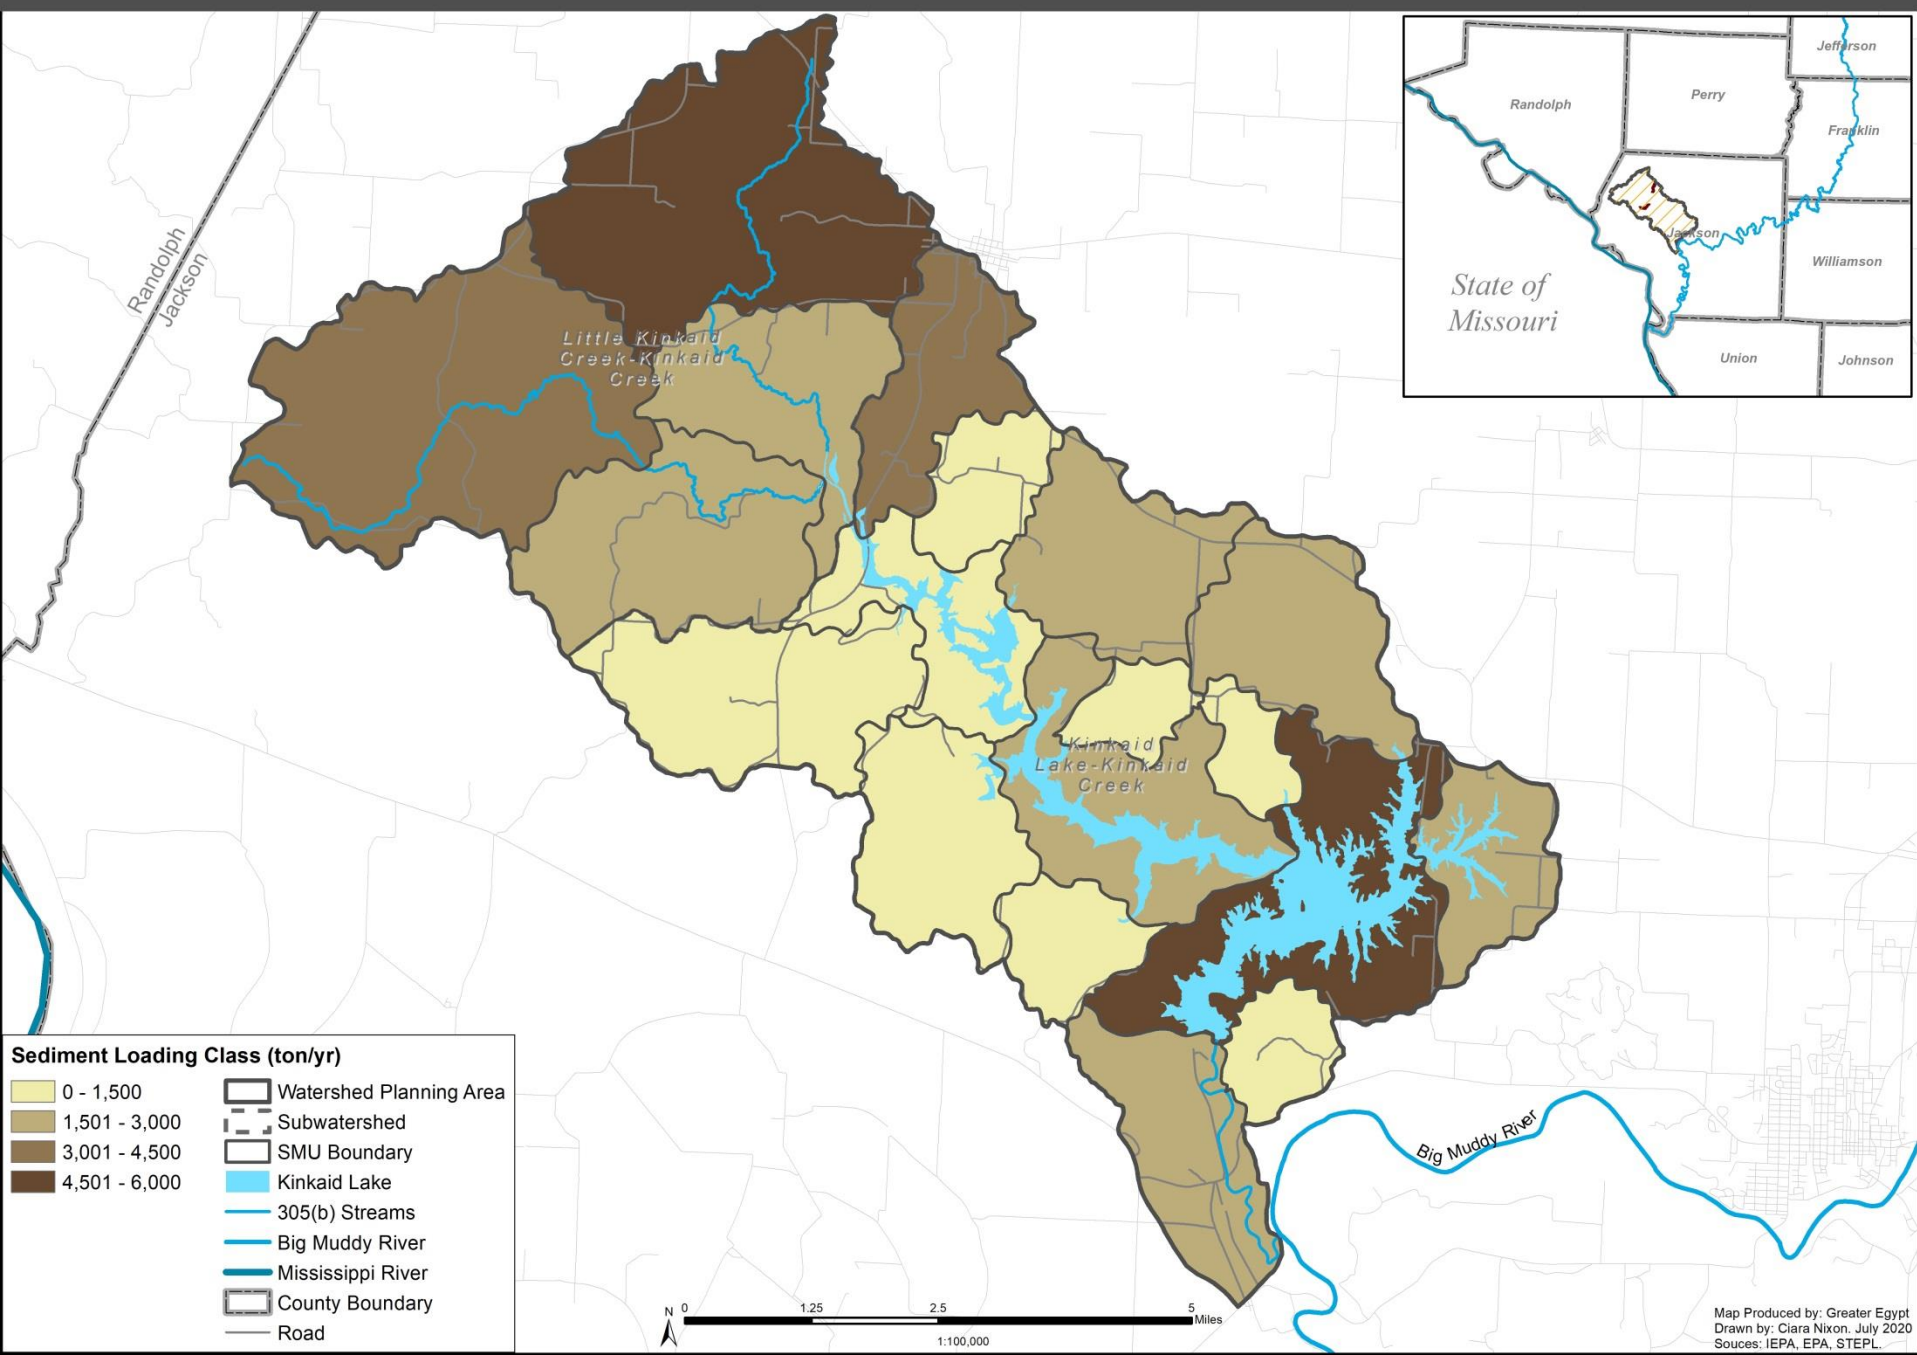 Jefferson
Randolph
Perry
Franklin
Jackson
State of
Missouri
Williamson
Union
Johnson
Randolph
Jackson
Little Kinkaid
Creek-Kinkaid
Creek
Kinkaid
Lake-Kinkaid
Creek
Big Muddy River
Sediment Loading Class (ton/yr)
0 - 1,500
1,501 - 3,000
3,001 - 4,500
4,501 - 6,000
Watershed Planning Area
Subwatershed
SMU Boundary
Kinkaid Lake
305(b) Streams
Big Muddy River
Mississippi River
County Boundary
Road
N
0 1.25 2.5 5
Miles
1:100,000
Map Produced by: Greater Egypt
Drawn by: Ciara Nixon. July 2020
Souces: IEPA, EPA, STEPL.